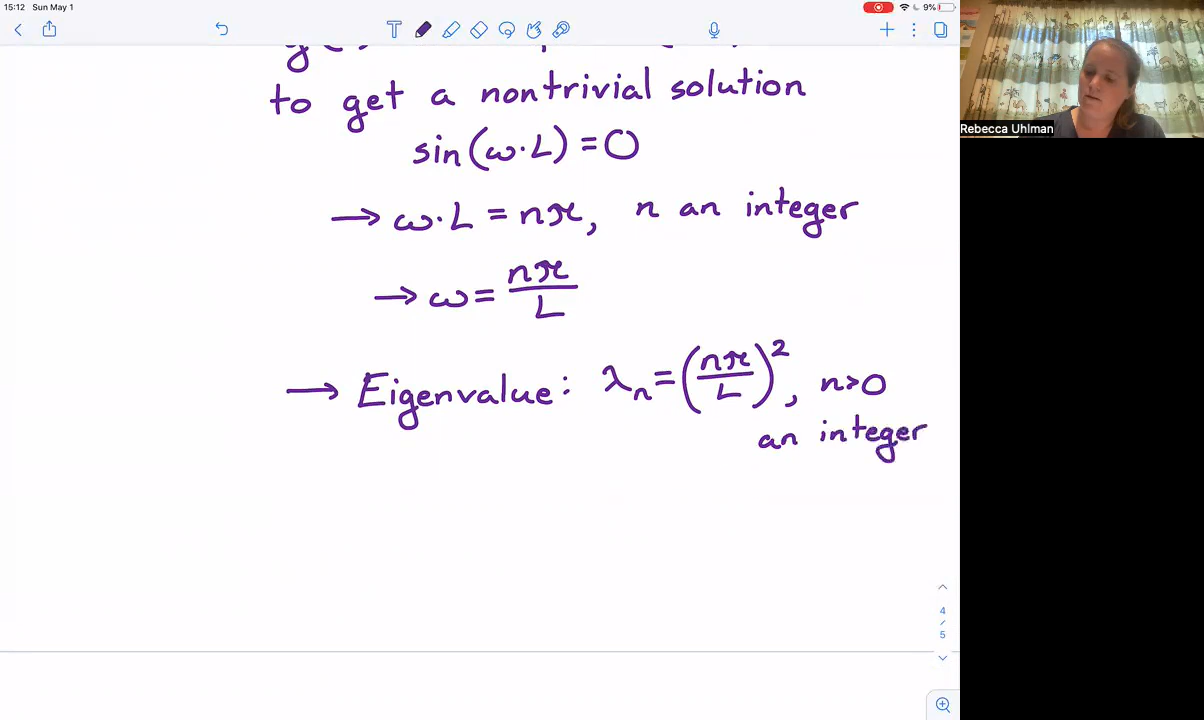 15:12 Sun May 1
9%
to get a nontrivial solution
sin(ω·L)=0
→ ω·L = nπ, n an integer
→ ω = nπ/L
→ Eigenvalue: λₙ = (nπ/L)², n>0
an integer
Rebecca Uhlman
4
/
5